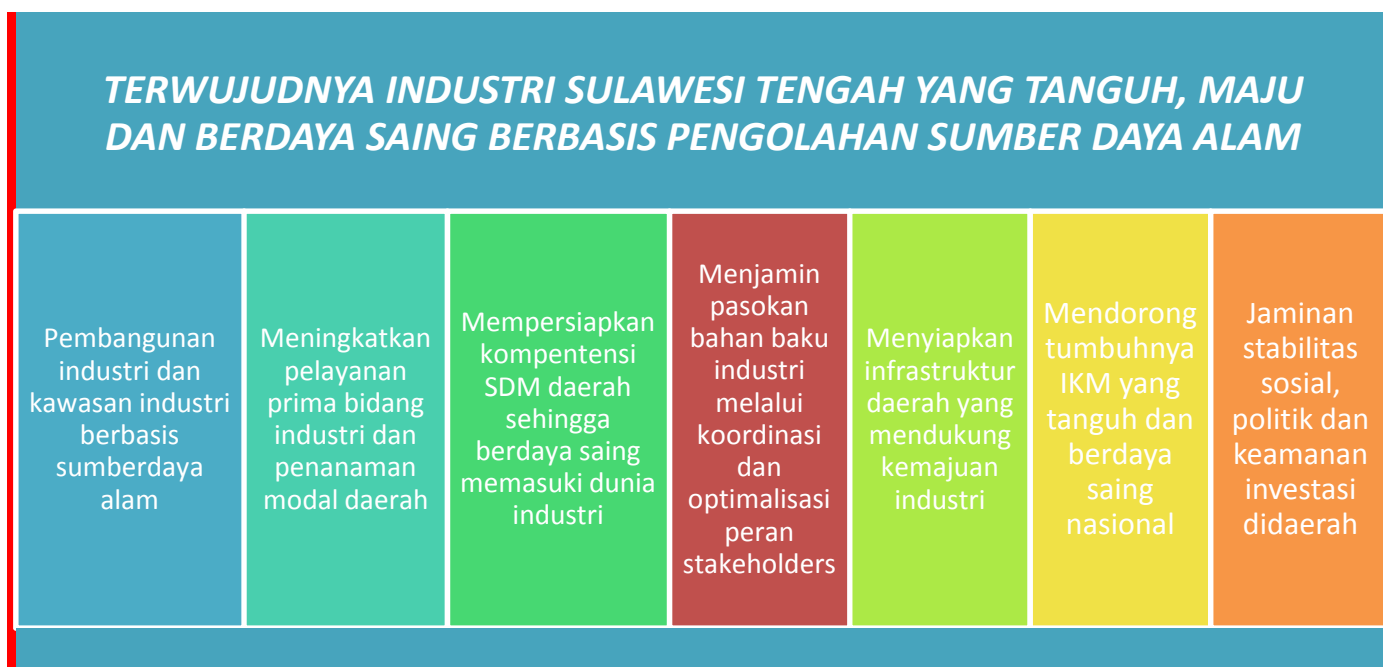 TERWUJUDNYA INDUSTRI SULAWESI TENGAH YANG TANGUH, MAJU
DAN BERDAYA SAING BERBASIS PENGOLAHAN SUMBER DAYA ALAM
Pembangunan
industri dan
kawasan industri
berbasis
sumberdaya
alam
Meningkatkan
pelayanan
prima bidang
industri dan
penanaman
modal daerah
Mempersiapkan
kompentensi
SDM daerah
sehingga
berdaya saing
memasuki dunia
industri
Menjamin
pasokan
bahan baku
industri
melalui
koordinasi
dan
optimalisasi
peran
stakeholders
Menyiapkan
infrastruktur
daerah yang
mendukung
kemajuan
industri
Mendorong
tumbuhnya
IKM yang
tanguh dan
berdaya
saing
nasional
Jaminan
stabilitas
sosial,
politik dan
keamanan
investasi
didaerah